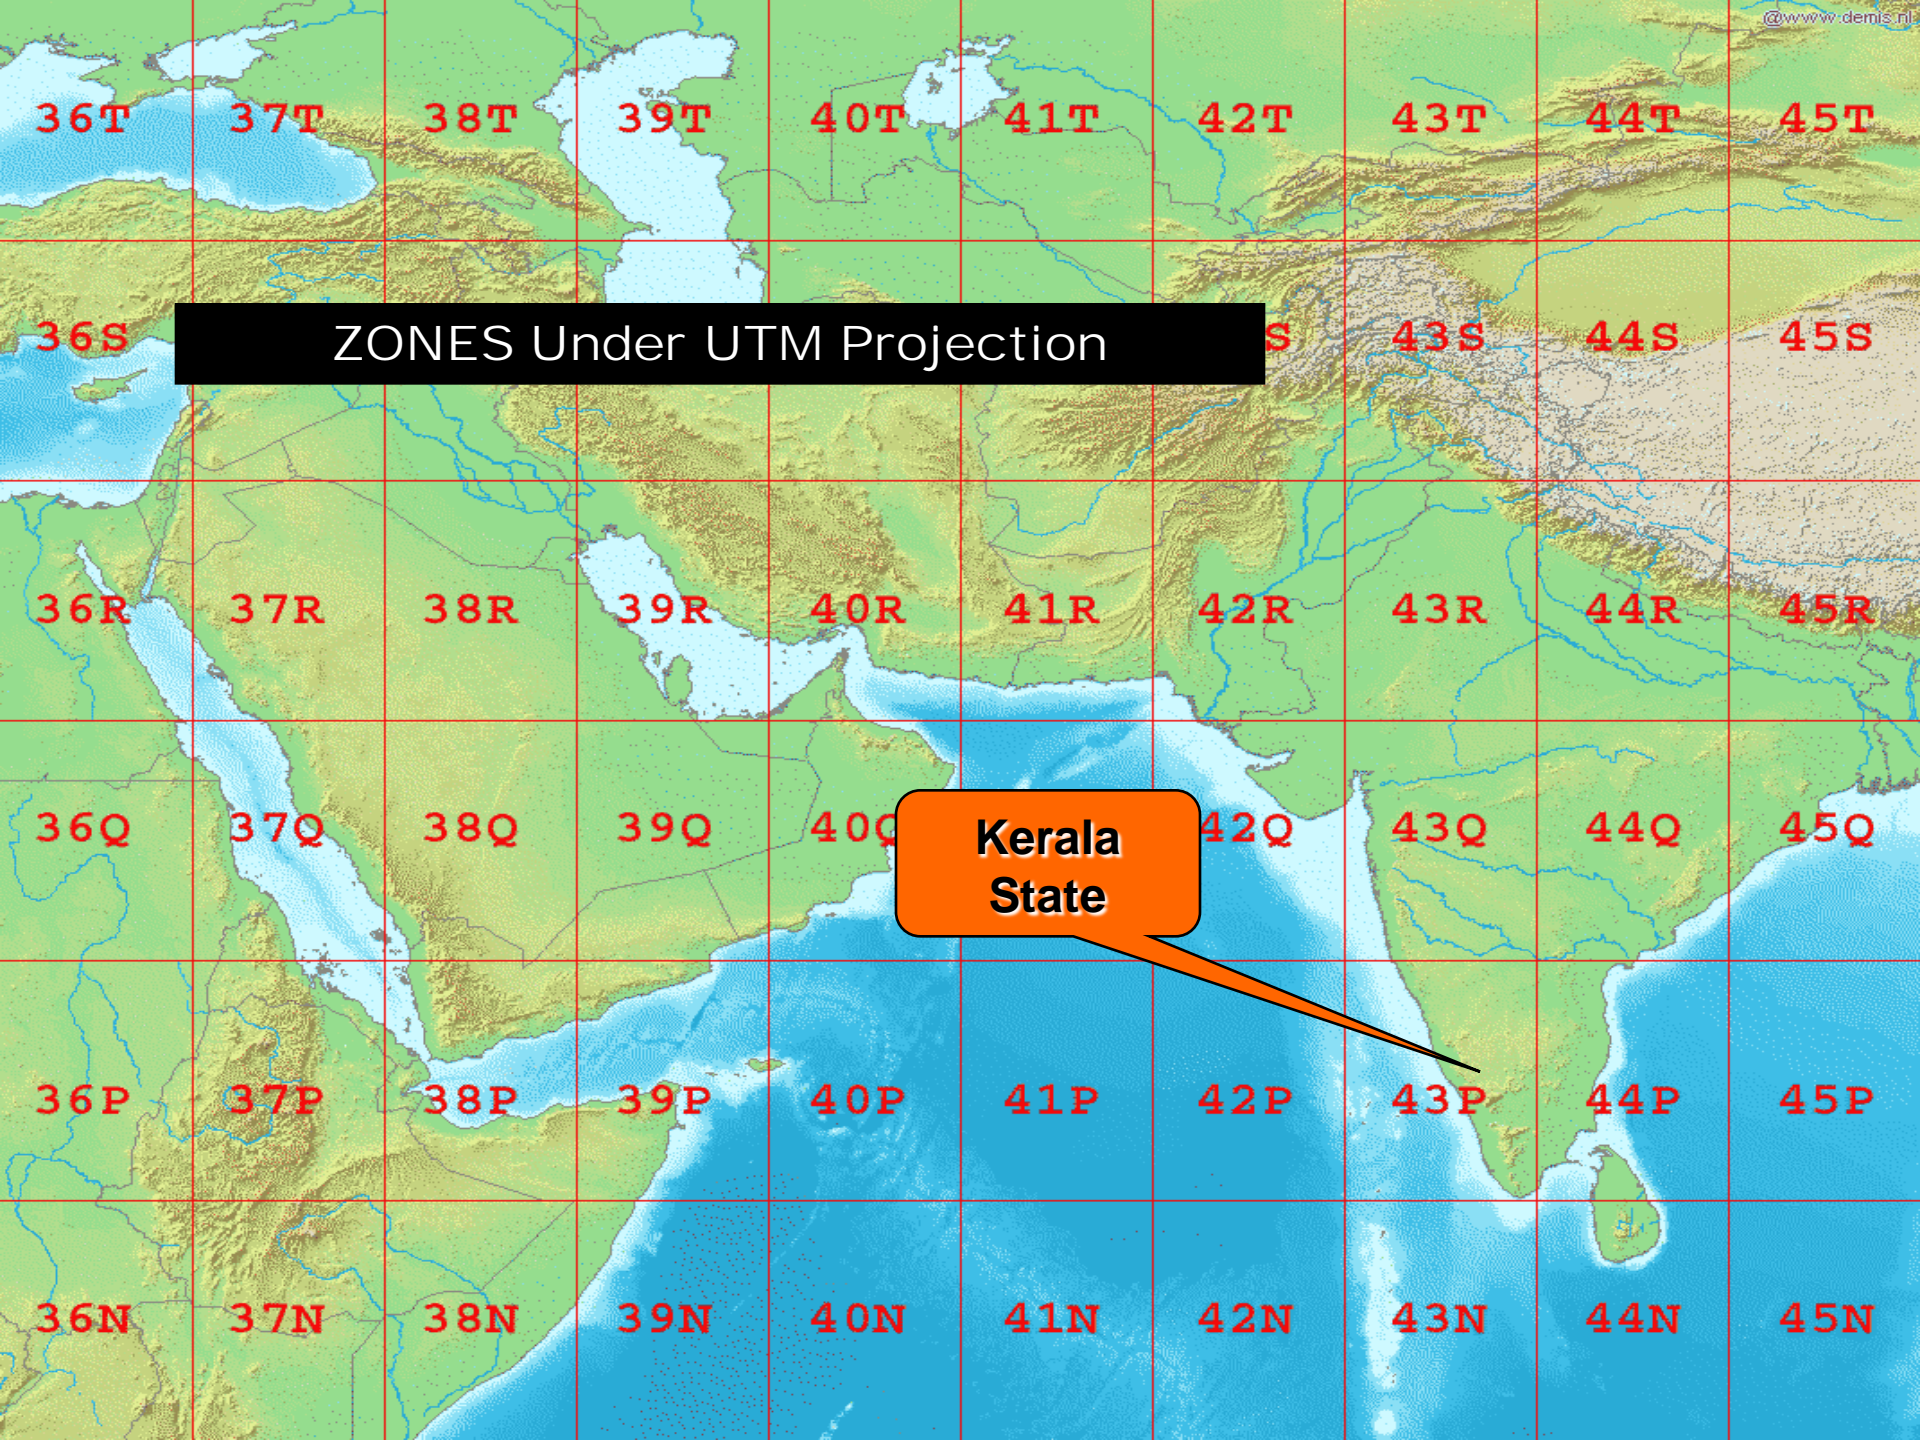 @www.demis.nl
36T 37T 38T 39T 40T 41T 42T 43T 44T 45T
ZONES Under UTM Projection
36S S 43S 44S 45S
36R 37R 38R 39R 40R 41R 42R 43R 44R 45R
36Q 37Q 38Q 39Q 40Q 42Q 43Q 44Q 45Q
Kerala
State
36P 37P 38P 39P 40P 41P 42P 43P 44P 45P
36N 37N 38N 39N 40N 41N 42N 43N 44N 45N